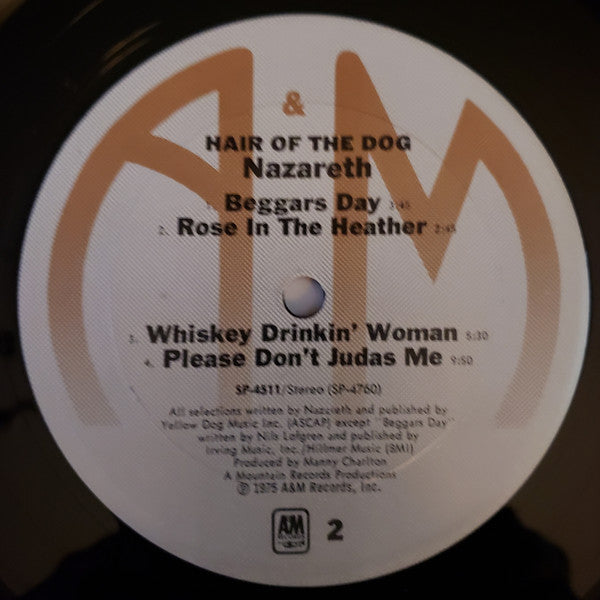 A & M
HAIR OF THE DOG
Nazareth
1. Beggars Day 3:45
2. Rose In The Heather 2:45
3. Whiskey Drinkin' Woman 5:30
4. Please Don't Judas Me 9:50
SP-4511/Stereo (SP-4760)
All selections written by Nazareth and published by
Yellow Dog Music Inc. (ASCAP) except "Beggars Day"
written by Nils Lofgren and published by
Irving Music, Inc./Hillmer Music (BMI)
Produced by Manny Charlton
A Mountain Records Productions
℗ 1975 A&M Records, Inc.
AM
RECORDS
2